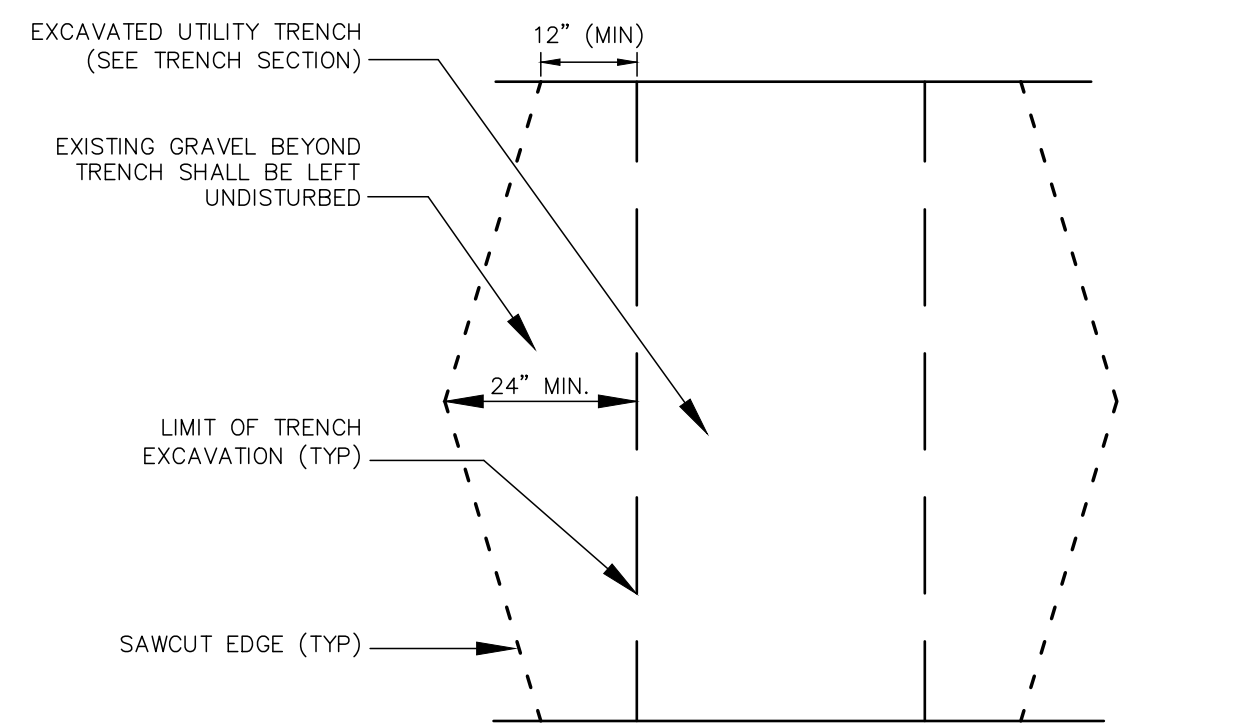 EXCAVATED UTILITY TRENCH
(SEE TRENCH SECTION)
12” (MIN)
EXISTING GRAVEL BEYOND
TRENCH SHALL BE LEFT
UNDISTURBED
24” MIN.
LIMIT OF TRENCH
EXCAVATION (TYP)
SAWCUT EDGE (TYP)